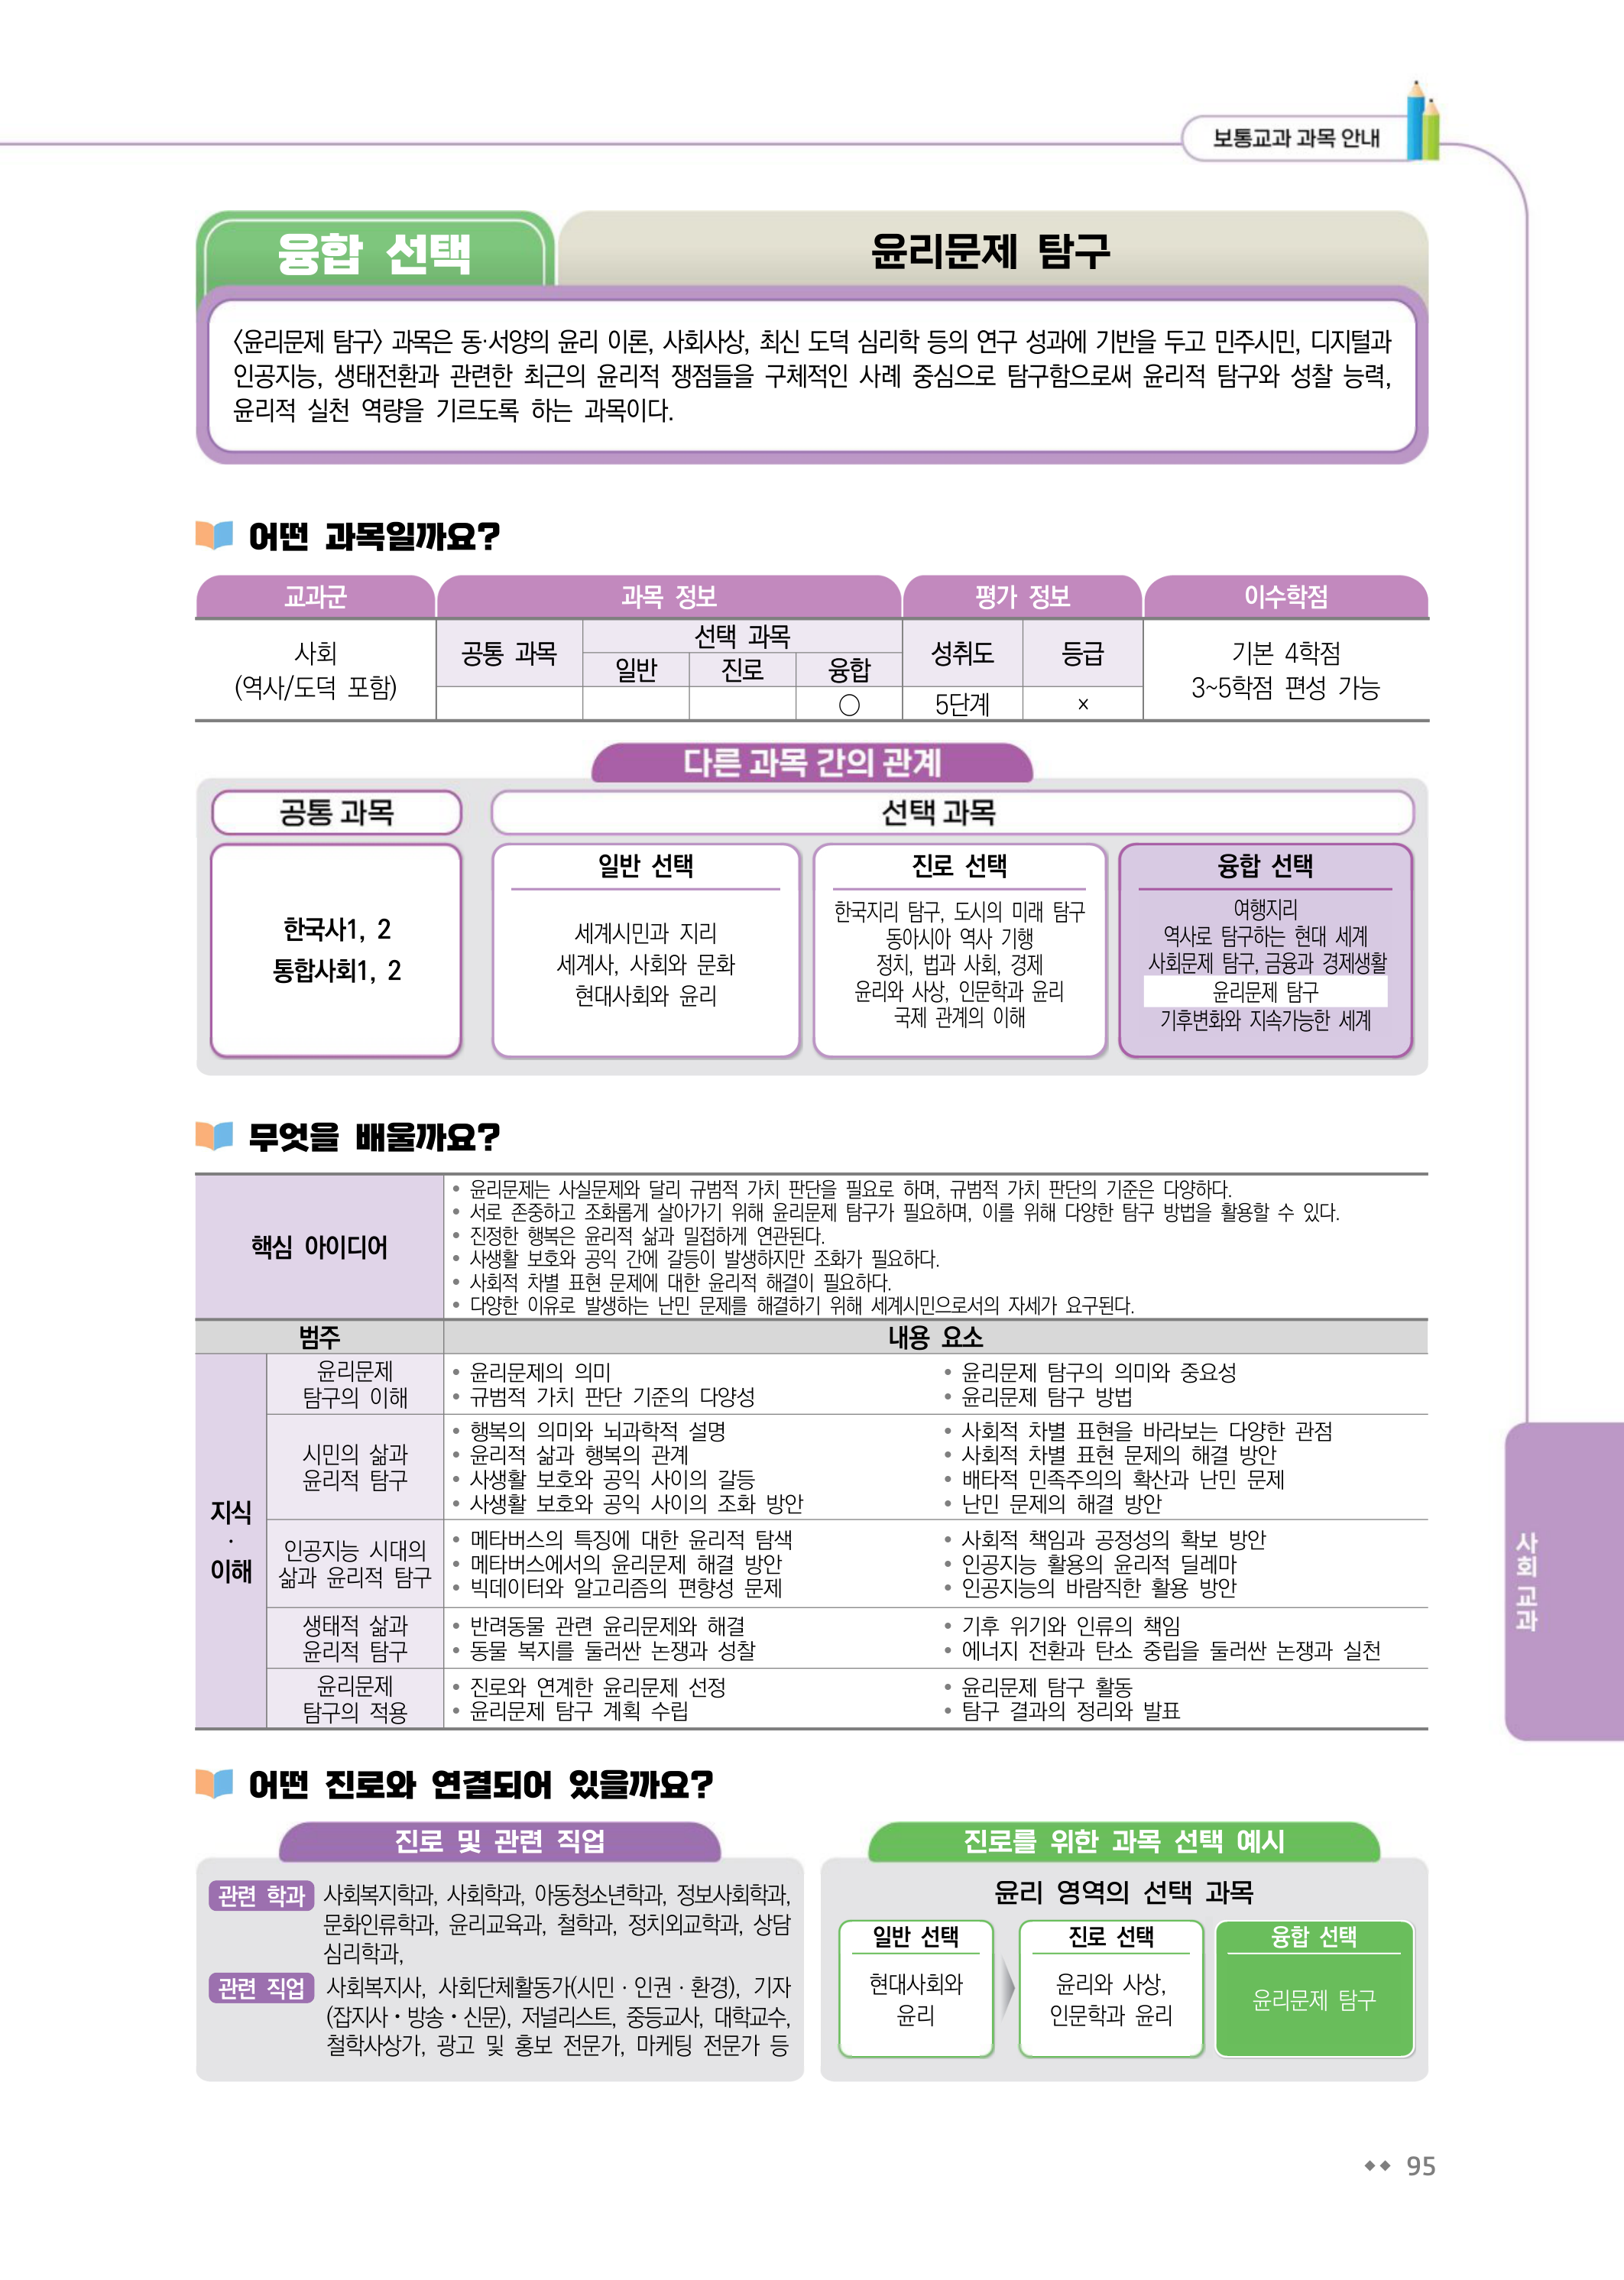 보통교과 과목 안내
융합 선택
윤리문제 탐구
〈윤리문제 탐구〉 과목은 동·서양의 윤리 이론, 사회사상, 최신 도덕 심리학 등의 연구 성과에 기반을 두고 민주시민, 디지털과
인공지능, 생태전환과 관련한 최근의 윤리적 쟁점들을 구체적인 사례 중심으로 탐구함으로써 윤리적 탐구와 성찰 능력,
윤리적 실천 역량을 기르도록 하는 과목이다.
어떤 과목일까요?
교과군 과목 정보 평가 정보 이수학점
사회
(역사/도덕 포함)
공통 과목
선택 과목
일반 진로 융합
성취도 등급
○ 5단계 ×
기본 4학점
3~5학점 편성 가능
다른 과목 간의 관계
공통 과목
한국사1, 2
통합사회1, 2
선택 과목
일반 선택
세계시민과 지리
세계사, 사회와 문화
현대사회와 윤리
진로 선택
한국지리 탐구, 도시의 미래 탐구
동아시아 역사 기행
정치, 법과 사회, 경제
윤리와 사상, 인문학과 윤리
국제 관계의 이해
융합 선택
여행지리
역사로 탐구하는 현대 세계
사회문제 탐구, 금융과 경제생활
윤리문제 탐구
기후변화와 지속가능한 세계
무엇을 배울까요?
핵심 아이디어
• 윤리문제는 사실문제와 달리 규범적 가치 판단을 필요로 하며, 규범적 가치 판단의 기준은 다양하다.
• 서로 존중하고 조화롭게 살아가기 위해 윤리문제 탐구가 필요하며, 이를 위해 다양한 탐구 방법을 활용할 수 있다.
• 진정한 행복은 윤리적 삶과 밀접하게 연관된다.
• 사생활 보호와 공익 간에 갈등이 발생하지만 조화가 필요하다.
• 사회적 차별 표현 문제에 대한 윤리적 해결이 필요하다.
• 다양한 이유로 발생하는 난민 문제를 해결하기 위해 세계시민으로서의 자세가 요구된다.
범주 내용 요소
지식
·
이해
윤리문제
탐구의 이해
• 윤리문제의 의미
• 규범적 가치 판단 기준의 다양성
• 윤리문제 탐구의 의미와 중요성
• 윤리문제 탐구 방법
시민의 삶과
윤리적 탐구
• 행복의 의미와 뇌과학적 설명
• 윤리적 삶과 행복의 관계
• 사생활 보호와 공익 사이의 갈등
• 사생활 보호와 공익 사이의 조화 방안
• 사회적 차별 표현을 바라보는 다양한 관점
• 사회적 차별 표현 문제의 해결 방안
• 배타적 민족주의의 확산과 난민 문제
• 난민 문제의 해결 방안
인공지능 시대의
삶과 윤리적 탐구
• 메타버스의 특징에 대한 윤리적 탐색
• 메타버스에서의 윤리문제 해결 방안
• 빅데이터와 알고리즘의 편향성 문제
• 사회적 책임과 공정성의 확보 방안
• 인공지능 활용의 윤리적 딜레마
• 인공지능의 바람직한 활용 방안
생태적 삶과
윤리적 탐구
• 반려동물 관련 윤리문제와 해결
• 동물 복지를 둘러싼 논쟁과 성찰
• 기후 위기와 인류의 책임
• 에너지 전환과 탄소 중립을 둘러싼 논쟁과 실천
윤리문제
탐구의 적용
• 진로와 연계한 윤리문제 선정
• 윤리문제 탐구 계획 수립
• 윤리문제 탐구 활동
• 탐구 결과의 정리와 발표
사회 교과
어떤 진로와 연결되어 있을까요?
진로 및 관련 직업
관련 학과 사회복지학과, 사회학과, 아동청소년학과, 정보사회학과,
문화인류학과, 윤리교육과, 철학과, 정치외교학과, 상담
심리학과,
관련 직업 사회복지사, 사회단체활동가(시민·인권·환경), 기자
(잡지사·방송·신문), 저널리스트, 중등교사, 대학교수,
철학사상가, 광고 및 홍보 전문가, 마케팅 전문가 등
진로를 위한 과목 선택 예시
윤리 영역의 선택 과목
일반 선택
현대사회와
윤리
진로 선택
윤리와 사상,
인문학과 윤리
융합 선택
윤리문제 탐구
◆◆ 95